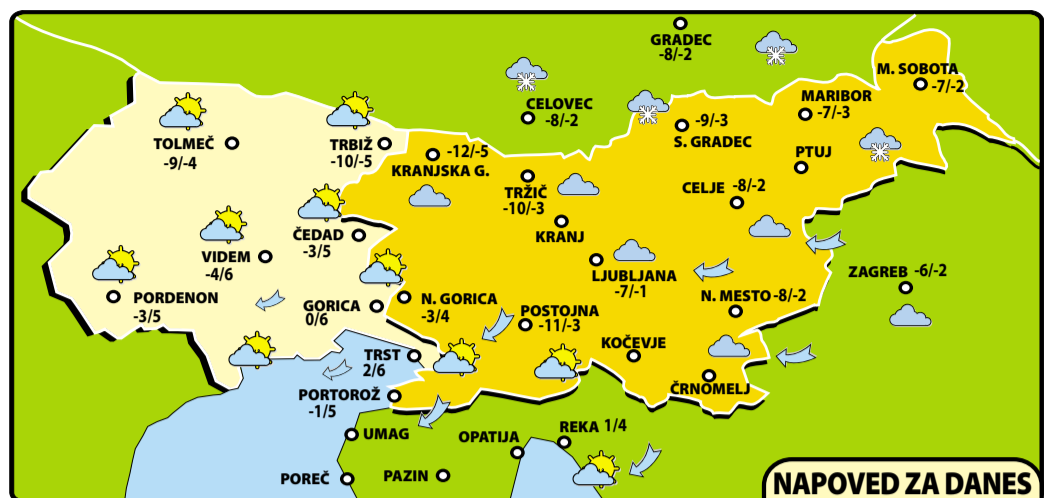 GRADEC
-8/-2
M. SOBOTA
-7/-2
CELOVEC
-8/-2
MARIBOR
-7/-3
-9/-3
S. GRADEC
TOLMEČ
-9/-4
TRBIŽ
-10/-5
-12/-5
KRANJSKA G.
PTUJ
TRŽIČ
-10/-3
CELJE -8/-2
KRANJ
ČEDAD
-3/5
VIDEM
-4/6
LJUBLJANA
-7/-1
ZAGREB -6/-2
PORDENON
-3/5
GORICA
0/6
N. GORICA
-3/4
N. MESTO -8/-2
POSTOJNA
-11/-3
KOČEVJE
TRST
2/6
ČRNOMELJ
PORTOROŽ
-1/5
UMAG
OPATIJA
REKA 1/4
POREČ
PAZIN
NAPOVED ZA DANES